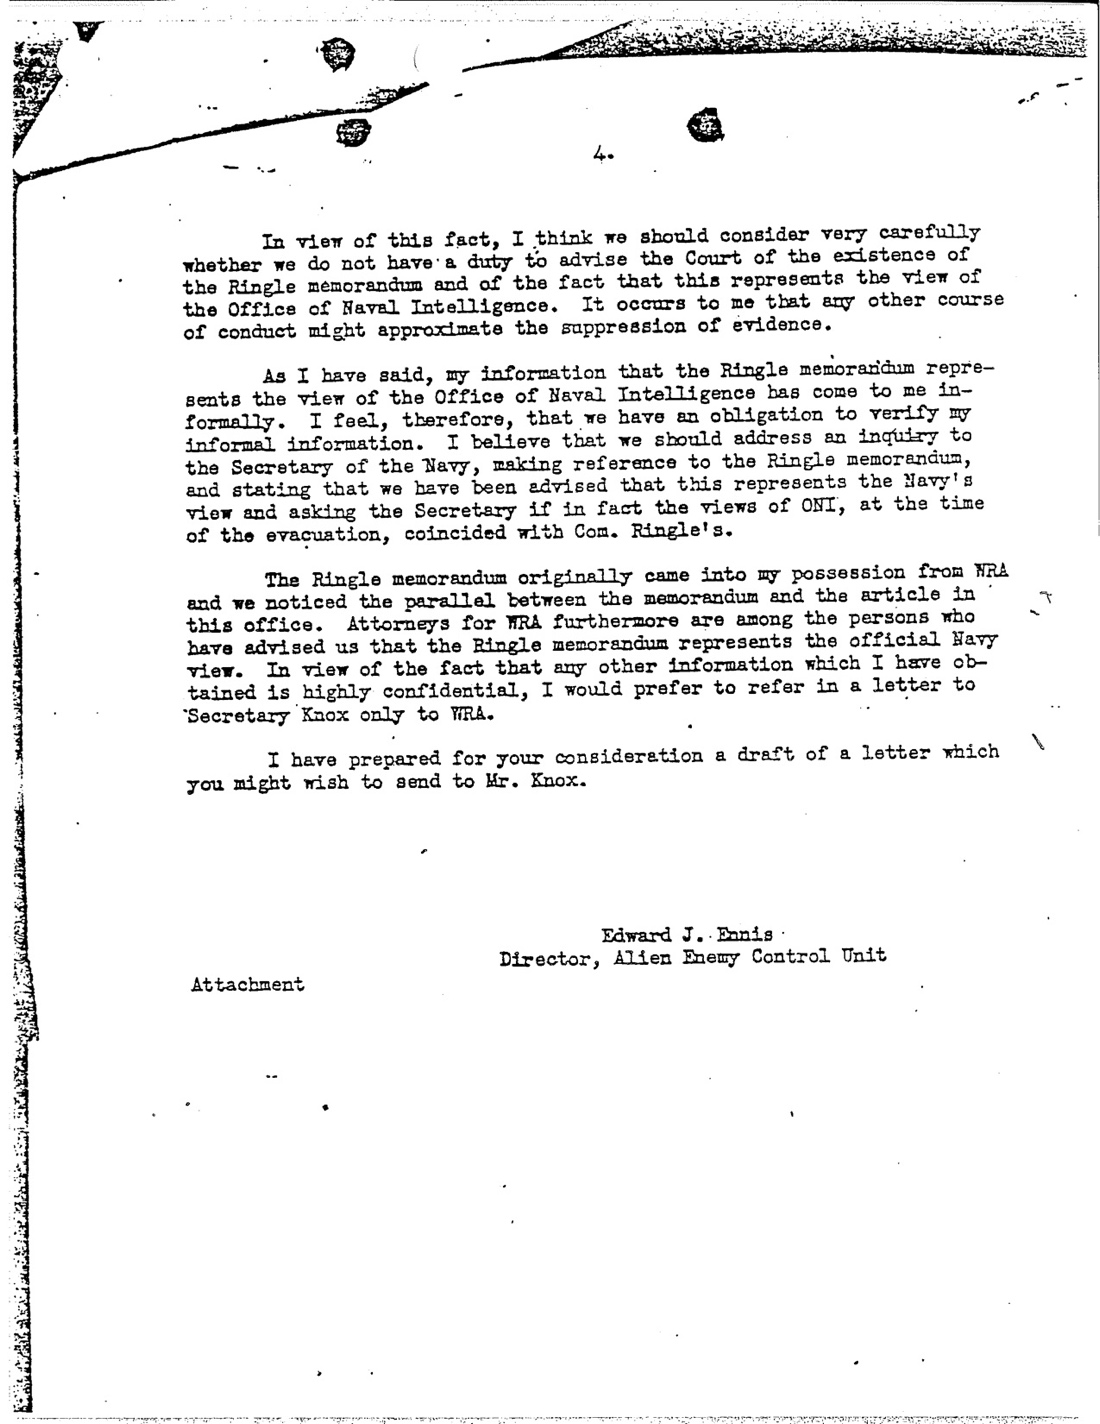 4.
In view of this fact, I think we should consider very carefully
whether we do not have a duty to advise the Court of the existence of
the Ringle memorandum and of the fact that this represents the view of
the Office of Naval Intelligence. It occurs to me that any other course
of conduct might approximate the suppression of evidence.
As I have said, my information that the Ringle memorandum repre-
sents the view of the Office of Naval Intelligence has come to me in-
formally. I feel, therefore, that we have an obligation to verify my
informal information. I believe that we should address an inquiry to
the Secretary of the Navy, making reference to the Ringle memorandum,
and stating that we have been advised that this represents the Navy's
view and asking the Secretary if in fact the views of ONI, at the time
of the evacuation, coincided with Com. Ringle's.
The Ringle memorandum originally came into my possession from WRA
and we noticed the parallel between the memorandum and the article in
this office. Attorneys for WRA furthermore are among the persons who
have advised us that the Ringle memorandum represents the official Navy
view. In view of the fact that any other information which I have ob-
tained is highly confidential, I would prefer to refer in a letter to
Secretary Knox only to WRA.
I have prepared for your consideration a draft of a letter which
you might wish to send to Mr. Knox.
Edward J. Ennis
Director, Alien Enemy Control Unit
Attachment